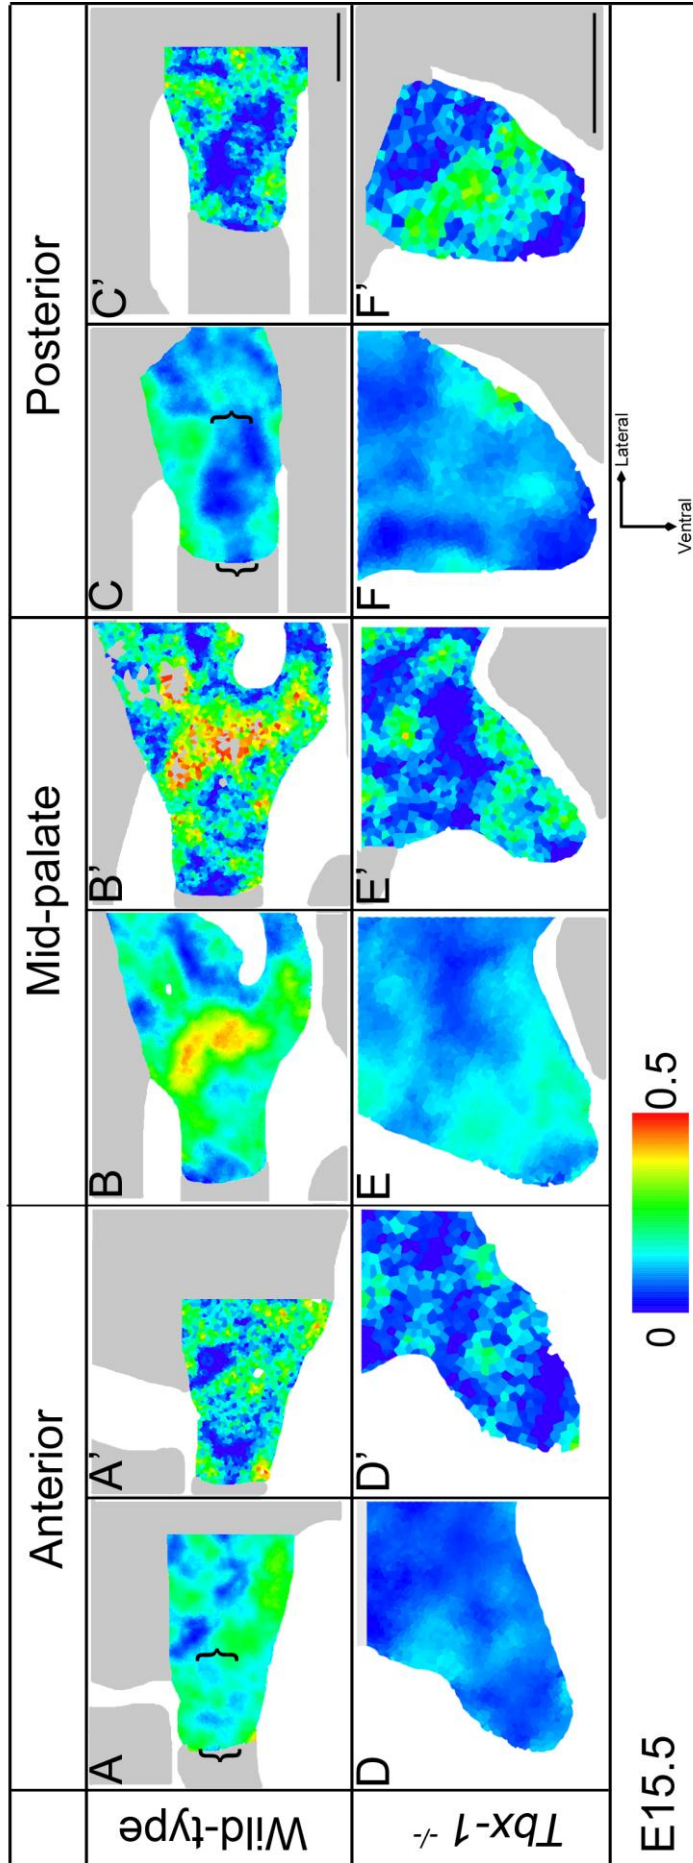 Anterior Mid-palate Posterior
Wild-type
A A’ B B’ C C’
{ } { }
Tbx-1 -/-
D D’ E E’ F F’
E15.5
0 0.5
Lateral
Ventral